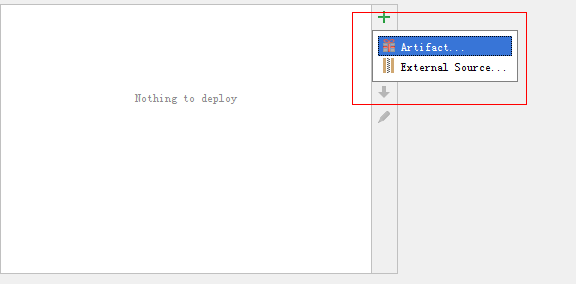 Artifact...
External Source...
Nothing to deploy